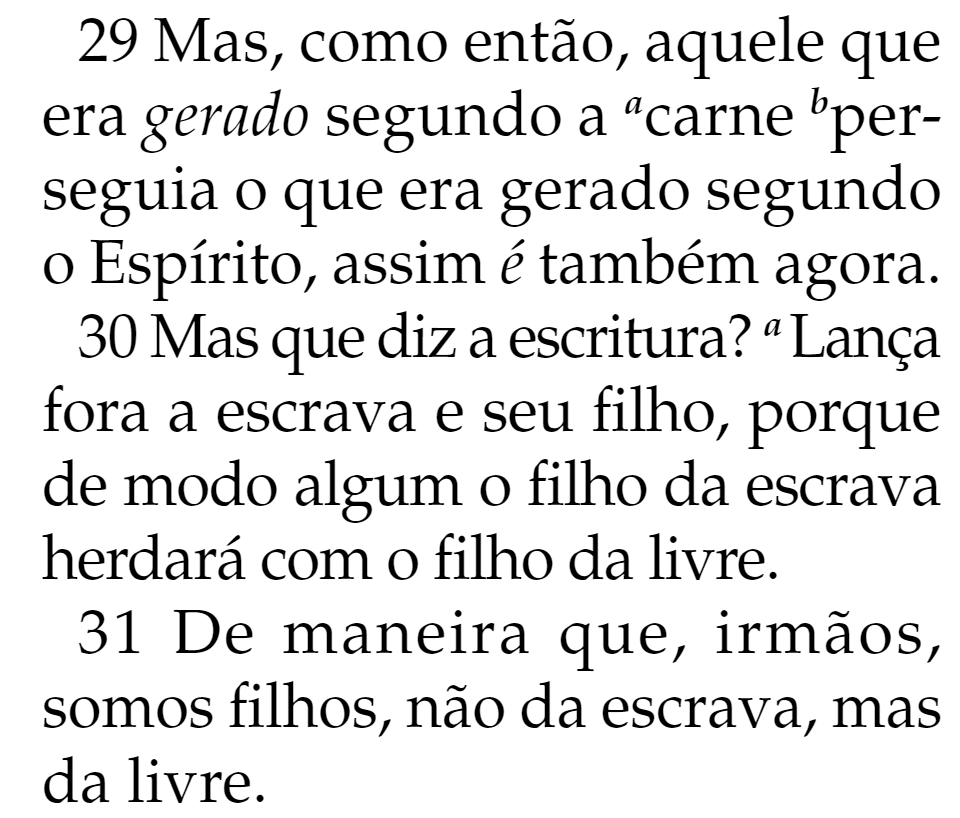 29 Mas, como então, aquele que
era gerado segundo a ᵃcarne ᵇper-
seguia o que era gerado segundo
o Espírito, assim é também agora.
30 Mas que diz a escritura? ᵃ Lança
fora a escrava e seu filho, porque
de modo algum o filho da escrava
herdará com o filho da livre.
31 De maneira que, irmãos,
somos filhos, não da escrava, mas
da livre.